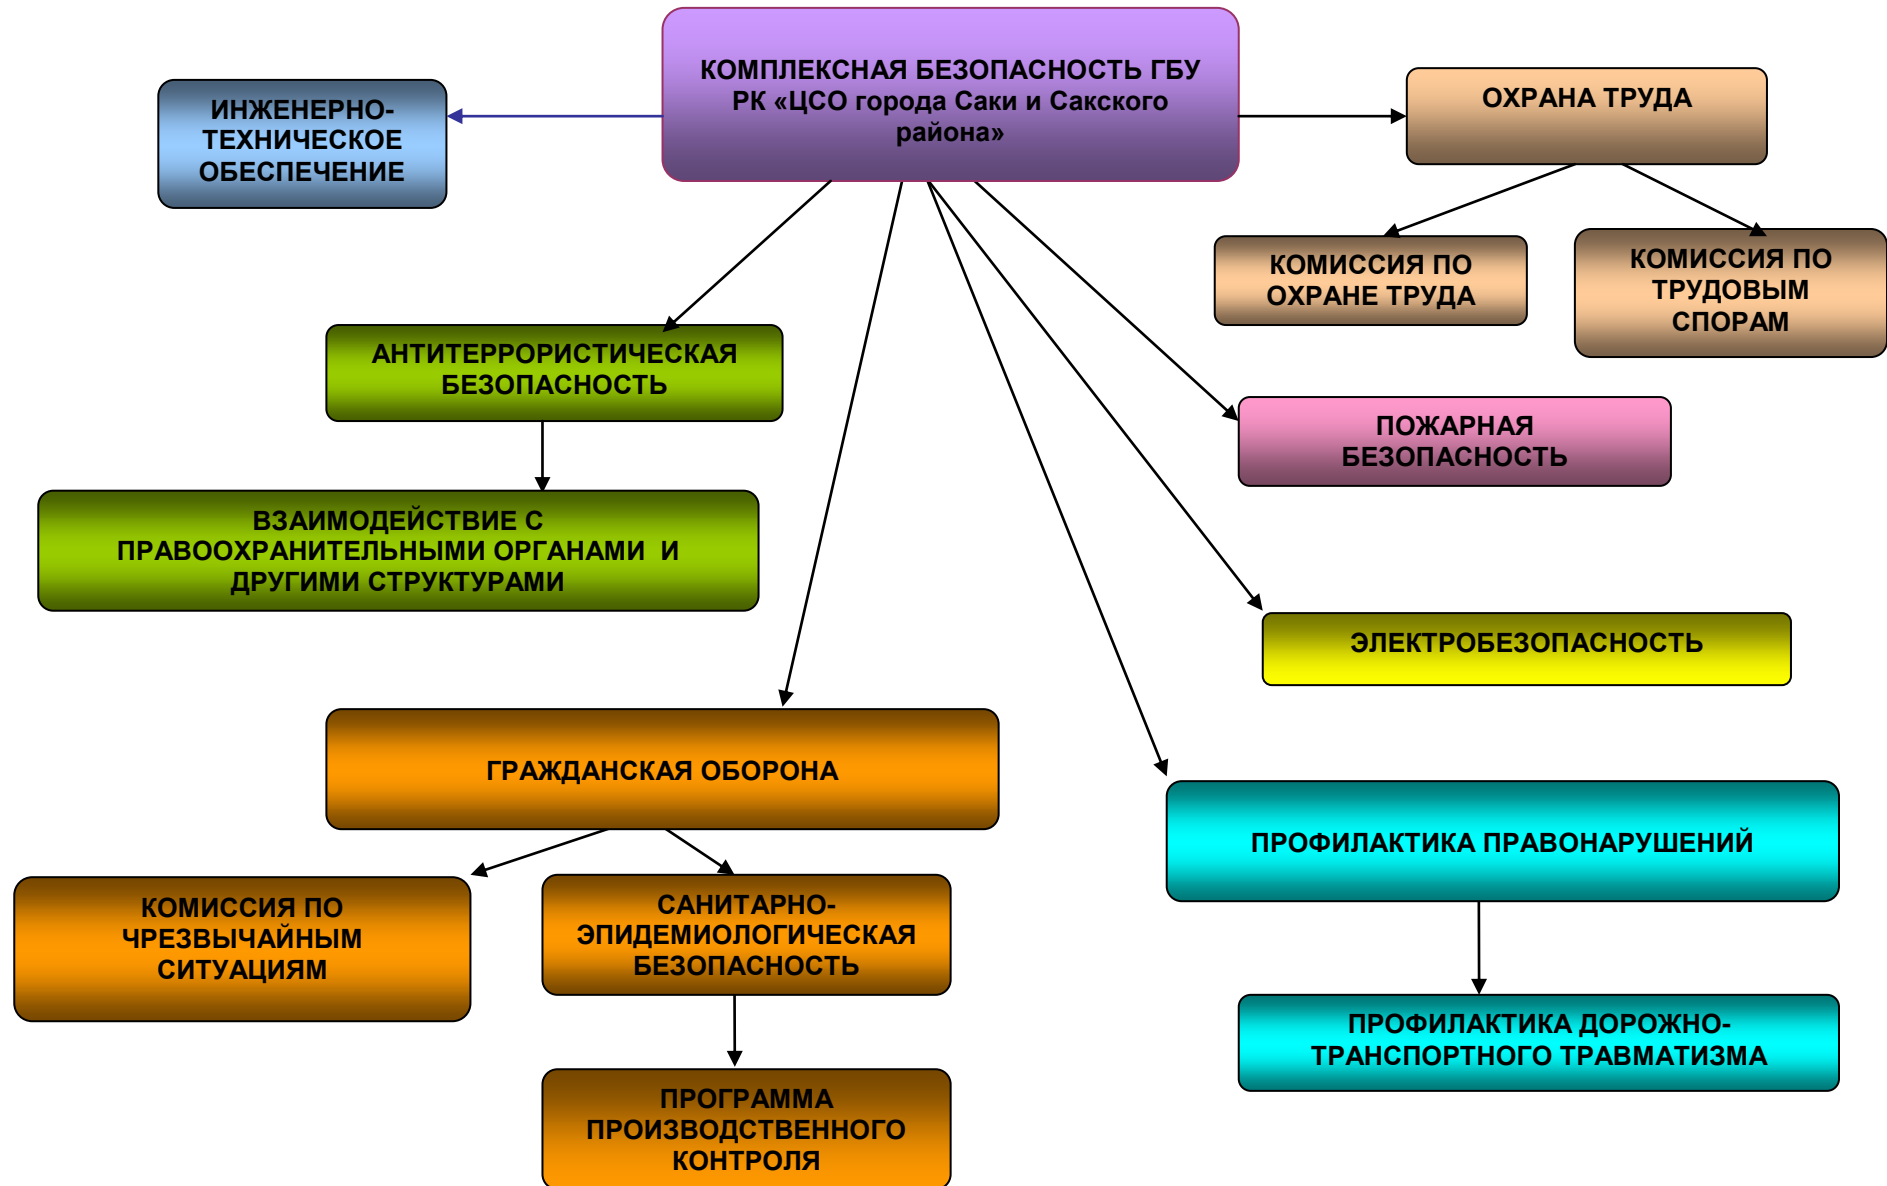 КОМПЛЕКСНАЯ БЕЗОПАСНОСТЬ ГБУ
РК «ЦСО города Саки и Сакского
района»
ИНЖЕНЕРНО-
ТЕХНИЧЕСКОЕ
ОБЕСПЕЧЕНИЕ
ОХРАНА ТРУДА
КОМИССИЯ ПО
ОХРАНЕ ТРУДА
КОМИССИЯ ПО
ТРУДОВЫМ
СПОРАМ
АНТИТЕРРОРИСТИЧЕСКАЯ
БЕЗОПАСНОСТЬ
ПОЖАРНАЯ
БЕЗОПАСНОСТЬ
ВЗАИМОДЕЙСТВИЕ С
ПРАВООХРАНИТЕЛЬНЫМИ ОРГАНАМИ И
ДРУГИМИ СТРУКТУРАМИ
ЭЛЕКТРОБЕЗОПАСНОСТЬ
ГРАЖДАНСКАЯ ОБОРОНА
ПРОФИЛАКТИКА ПРАВОНАРУШЕНИЙ
КОМИССИЯ ПО
ЧРЕЗВЫЧАЙНЫМ
СИТУАЦИЯМ
САНИТАРНО-
ЭПИДЕМИОЛОГИЧЕСКАЯ
БЕЗОПАСНОСТЬ
ПРОФИЛАКТИКА ДОРОЖНО-
ТРАНСПОРТНОГО ТРАВМАТИЗМА
ПРОГРАММА
ПРОИЗВОДСТВЕННОГО
КОНТРОЛЯ